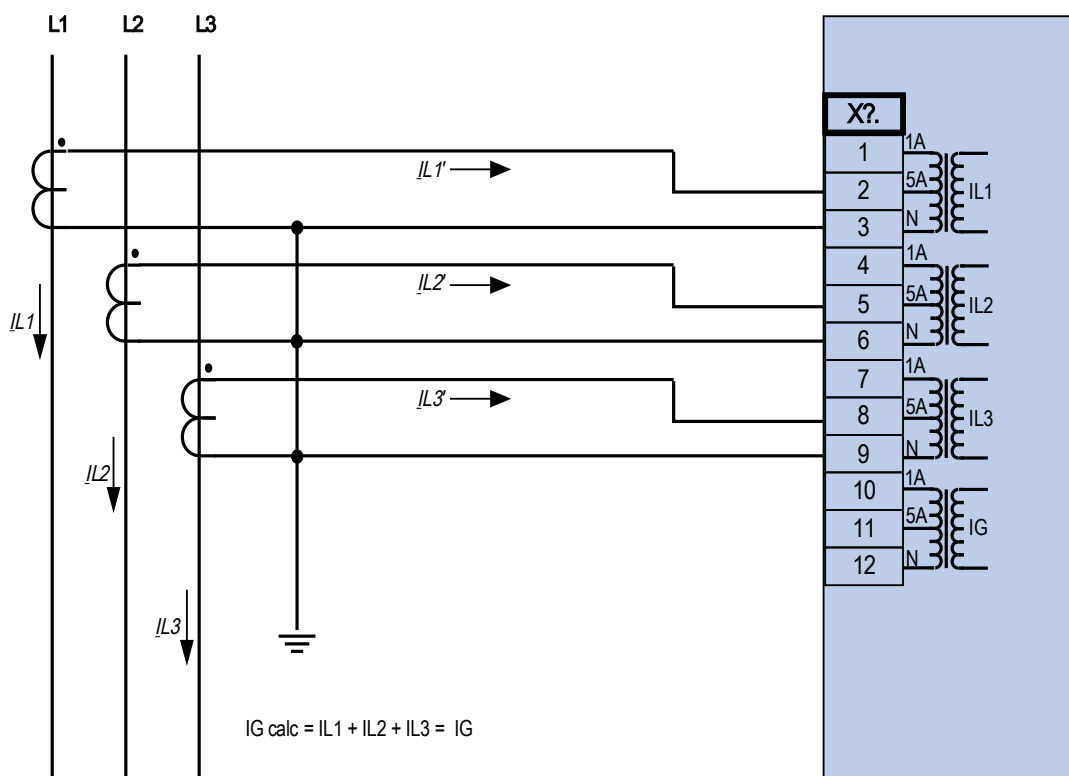 L1 L2 L3
X?.
1 1A
IL1' 2 5A IL1
3 N
4 1A
IL2' 5 5A IL2
IL1 6 N
7 1A
IL3' 8 5A IL3
9 N
IL2 10 1A
11 5A IG
12 N
IL3
IG calc = IL1 + IL2 + IL3 = IG